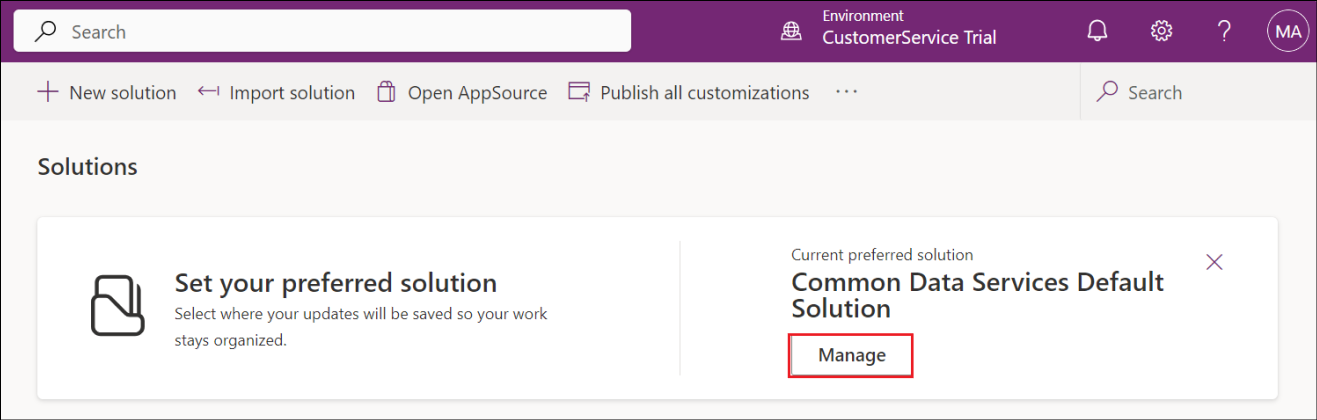 Search
Environment
CustomerService Trial
MA
New solution
Import solution
Open AppSource
Publish all customizations
...
Search
Solutions
Set your preferred solution
Select where your updates will be saved so your work
stays organized.
Current preferred solution
Common Data Services Default
Solution
Manage